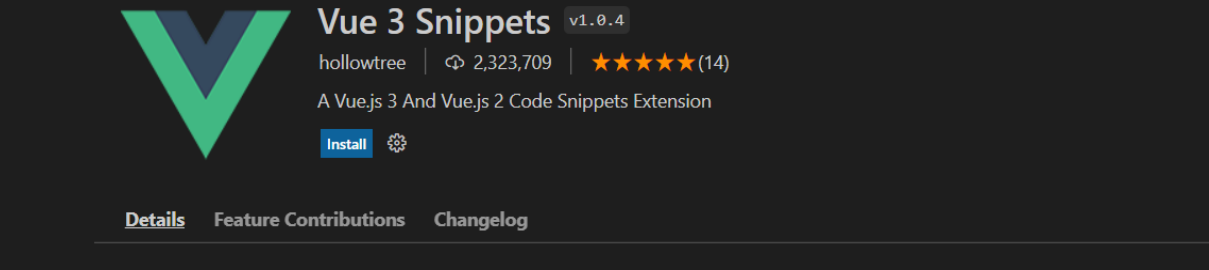 Vue 3 Snippets v1.0.4
hollowtree 2,323,709 (14)
A Vue.js 3 And Vue.js 2 Code Snippets Extension
Install
Details Feature Contributions Changelog